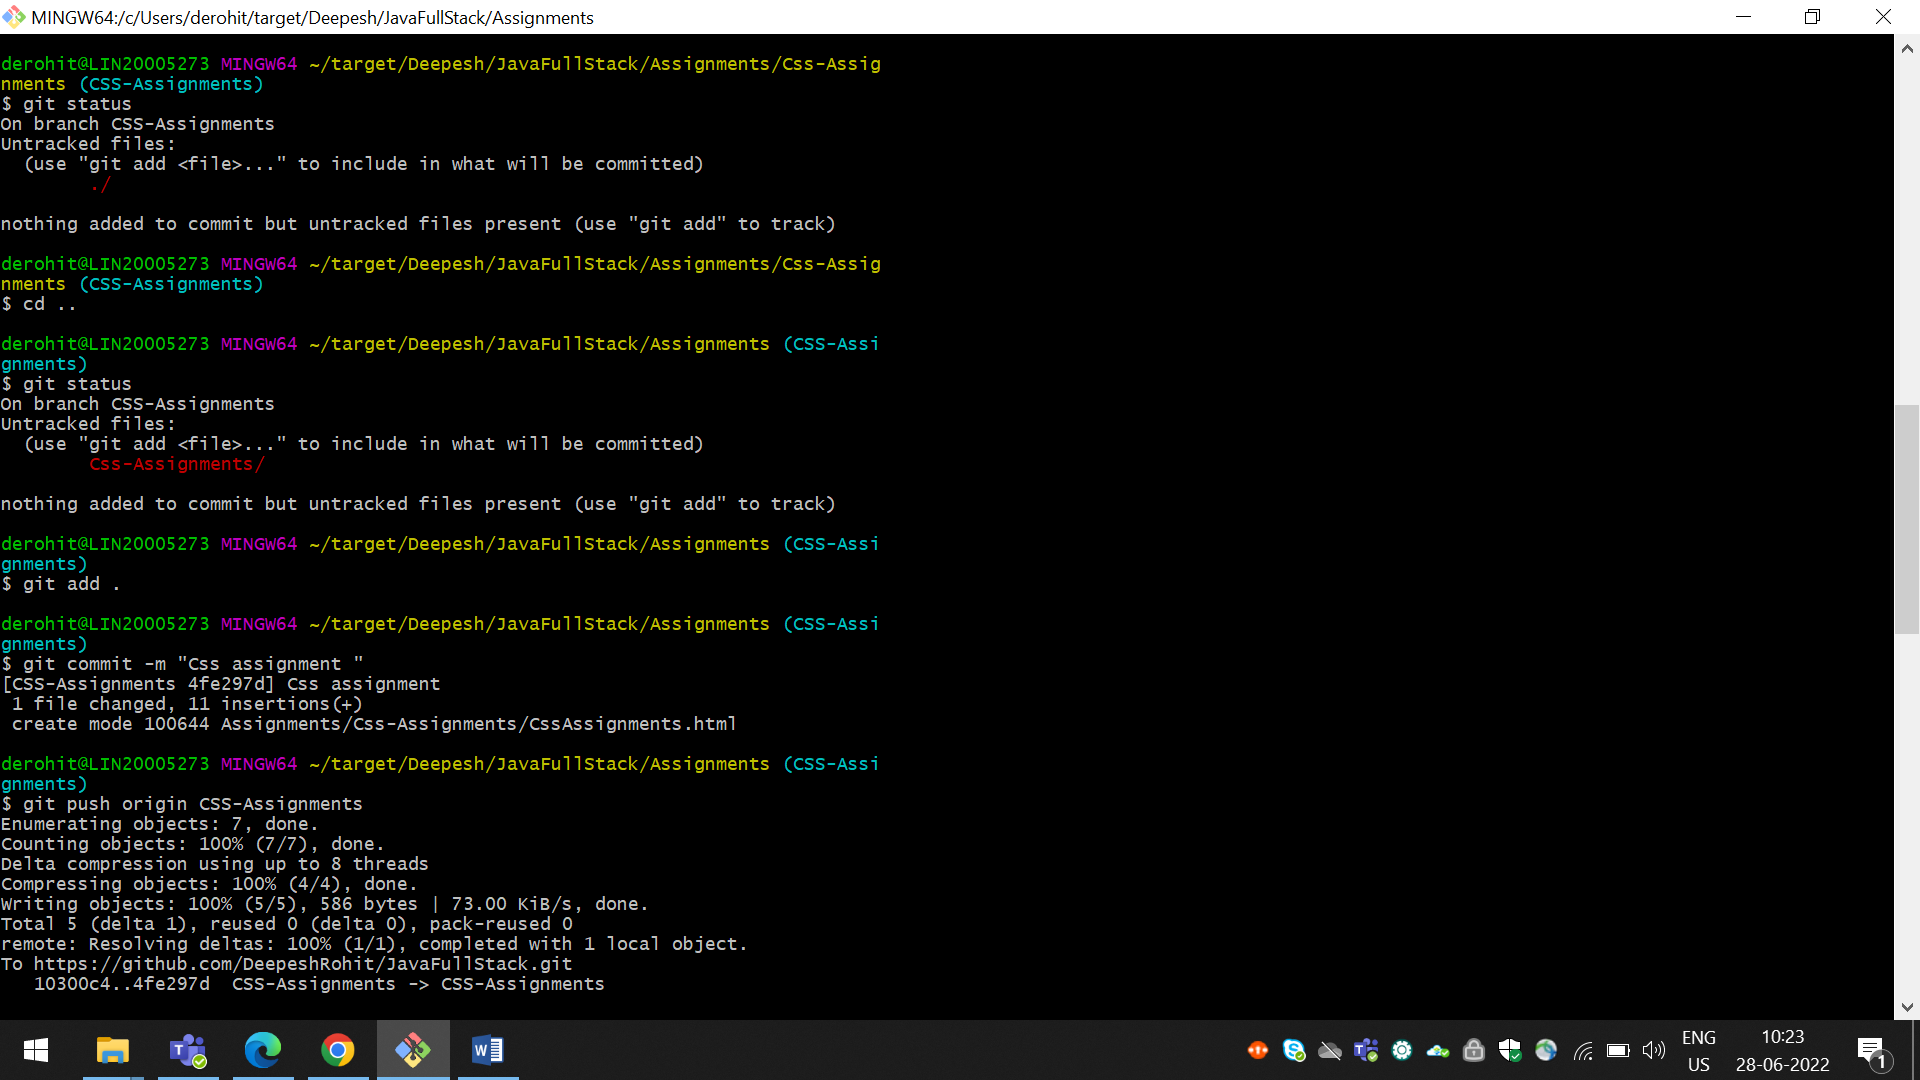 MINGW64:/c/Users/derohit/target/Deepesh/JavaFullStack/Assignments
derohit@LIN20005273 MINGW64 ~/target/Deepesh/JavaFullStack/Assignments/Css-Assig
nments (CSS-Assignments)
$ git status
On branch CSS-Assignments
Untracked files:
  (use "git add <file>..." to include in what will be committed)
        ./
nothing added to commit but untracked files present (use "git add" to track)
derohit@LIN20005273 MINGW64 ~/target/Deepesh/JavaFullStack/Assignments/Css-Assig
nments (CSS-Assignments)
$ cd ..
derohit@LIN20005273 MINGW64 ~/target/Deepesh/JavaFullStack/Assignments (CSS-Assi
gnments)
$ git status
On branch CSS-Assignments
Untracked files:
  (use "git add <file>..." to include in what will be committed)
        Css-Assignments/
nothing added to commit but untracked files present (use "git add" to track)
derohit@LIN20005273 MINGW64 ~/target/Deepesh/JavaFullStack/Assignments (CSS-Assi
gnments)
$ git add .
derohit@LIN20005273 MINGW64 ~/target/Deepesh/JavaFullStack/Assignments (CSS-Assi
gnments)
$ git commit -m "Css assignment "
[CSS-Assignments 4fe297d] Css assignment
 1 file changed, 11 insertions(+)
 create mode 100644 Assignments/Css-Assignments/CssAssignments.html
derohit@LIN20005273 MINGW64 ~/target/Deepesh/JavaFullStack/Assignments (CSS-Assi
gnments)
$ git push origin CSS-Assignments
Enumerating objects: 7, done.
Counting objects: 100% (7/7), done.
Delta compression using up to 8 threads
Compressing objects: 100% (4/4), done.
Writing objects: 100% (5/5), 586 bytes | 73.00 KiB/s, done.
Total 5 (delta 1), reused 0 (delta 0), pack-reused 0
remote: Resolving deltas: 100% (1/1), completed with 1 local object.
To https://github.com/DeepeshRohit/JavaFullStack.git
   10300c4..4fe297d  CSS-Assignments -> CSS-Assignments
ENG
US
10:23
28-06-2022
1